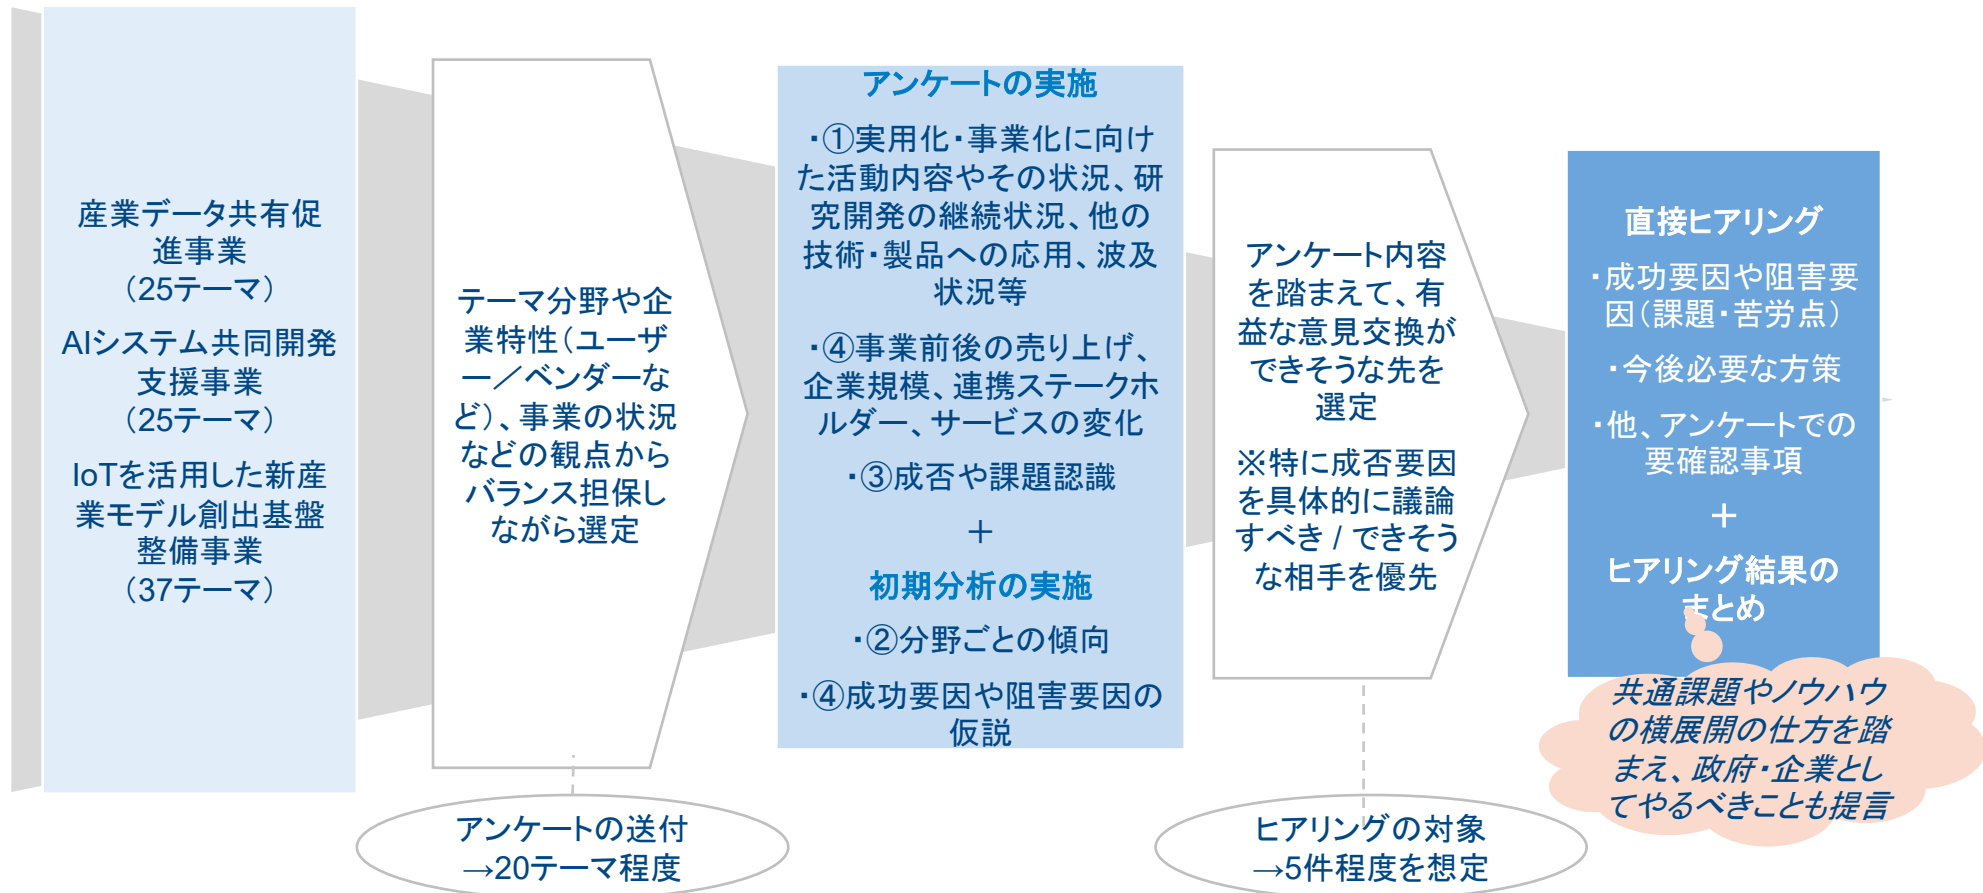 産業データ共有促
進事業
（25テーマ）
AIシステム共同開発
支援事業
（25テーマ）
IoTを活用した新産
業モデル創出基盤
整備事業
（37テーマ）
テーマ分野や企
業特性（ユーザ
ー／ベンダーな
ど）、事業の状況
などの観点から
バランス担保し
ながら選定
アンケートの送付
→20テーマ程度
アンケートの実施
・①実用化・事業化に向け
た活動内容やその状況、研
究開発の継続状況、他の
技術・製品への応用、波及
状況等
・④事業前後の売り上げ、
企業規模、連携ステークホ
ルダー、サービスの変化
・③成否や課題認識
＋
初期分析の実施
・②分野ごとの傾向
・④成功要因や阻害要因の
仮説
アンケート内容
を踏まえて、有
益な意見交換が
できそうな先を
選定
※特に成否要因
を具体的に議論
すべき / できそう
な相手を優先
ヒアリングの対象
→5件程度を想定
直接ヒアリング
・成功要因や阻害要
因（課題・苦労点）
・今後必要な方策
・他、アンケートでの
要確認事項
＋
ヒアリング結果の
まとめ
共通課題やノウハウ
の横展開の仕方を踏
まえ、政府・企業とし
てやるべきことも提言